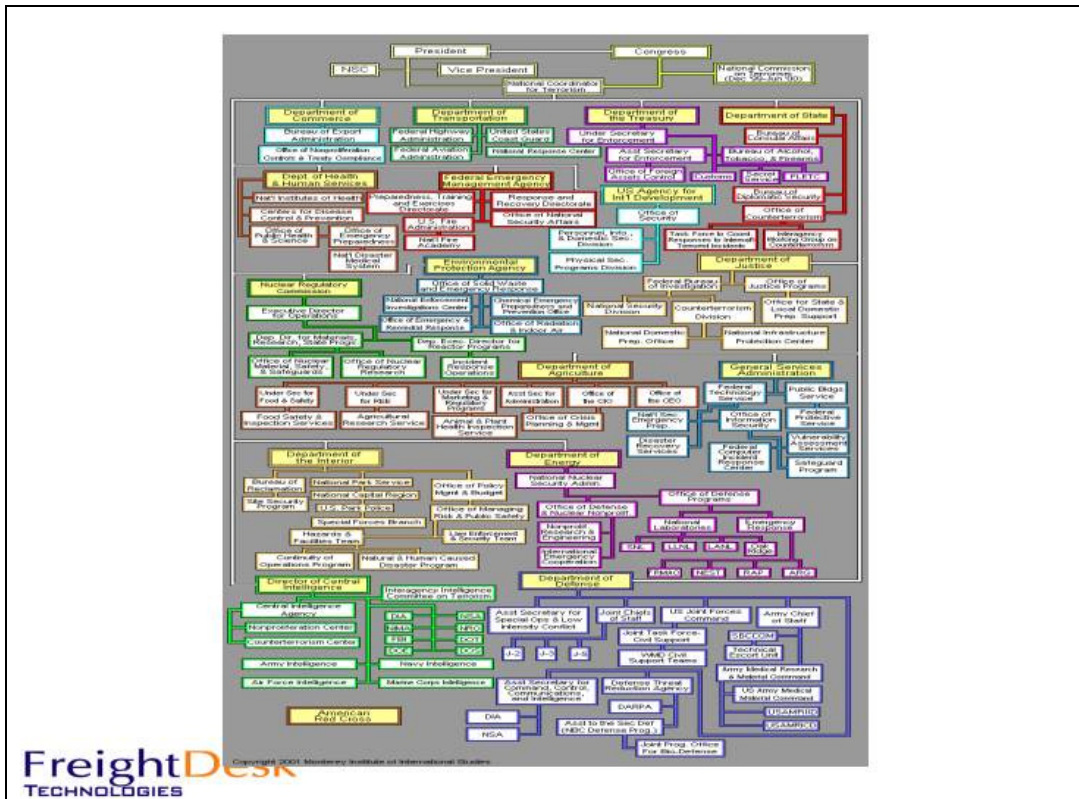 President
Congress
NSC
Vice President
National Commission
on Terrorism
(Dec '99-Jun '00)
National Coordinator
for Terrorism
Department of
Commerce
Bureau of Export
Administration
Office of Nonproliferation
Controls & Treaty Compliance
Department of
Transportation
Federal Highway
Administration
United States
Coast Guard
Federal Aviation
Administration
National Response Center
Department of
the Treasury
Under Secretary
for Enforcement
Asst Secretary
for Enforcement
Bureau of Alcohol,
Tobacco, & Firearms
Office of Foreign
Assets Control
Customs
Secret
Service
FLETC
Department of State
Bureau of
Consular Affairs
Bureau of
Diplomatic Security
Office of
Counterterrorism
Task Force to Coord
Responses to Internat'l
Terrorist Incidents
Interagency
Working Group on
Counterterrorism
Dept. of Health
& Human Services
Nat'l Institutes of Health
Centers for Disease
Control & Prevention
Office of
Public Health
& Science
Office of
Emergency
Preparedness
Nat'l Disaster
Medical
System
Federal Emergency
Management Agency
Preparedness, Training
and Exercises
Directorate
Response and
Recovery Directorate
Office of National
Security Affairs
U.S. Fire
Administration
Nat'l Fire
Academy
US Agency for
Int'l Development
Office of
Security
Personnel, Info.,
& Domestic Sec.
Division
Physical Sec.
Programs Division
Environmental
Protection Agency
Office of Solid Waste
and Emergency Response
National Enforcement
Investigations Center
Chemical Emergency
Preparedness and
Prevention Office
Office of Emergency &
Remedial Response
Office of Radiation
& Indoor Air
Department of
Justice
Federal Bureau
of Investigation
Office of
Justice Programs
National Security
Division
Counterterrorism
Division
Office for State &
Local Domestic
Prep. Support
National Domestic
Prep. Office
National Infrastructure
Protection Center
Nuclear Regulatory
Commission
Executive Director
for Operations
Dep. Dir. for Materials,
Research, State Progs
Dep. Exec. Director for
Reactor Programs
Office of Nuclear
Material, Safety,
& Safeguards
Office of Nuclear
Regulatory
Research
Incident
Response
Operations
Department of
Agriculture
Under Sec for
Food & Safety
Under Sec
for REE
Under Sec for
Marketing &
Regulatory
Programs
Asst Sec for
Administration
Office of
the CIO
Office of
the OEO
Food Safety &
Inspection Services
Agricultural
Research Service
Animal & Plant
Health Inspection
Service
Office of Crisis
Planning & Mgmt
General Services
Administration
Federal
Technology
Service
Public Bldgs
Service
Nat'l Sec.
Emergency
Prep.
Office of
Information
Security
Federal
Protective
Service
Disaster
Recovery
Services
Federal
Computer
Incident
Response
Center
Vulnerability
Assessment
Services
Safeguard
Program
Department of
the Interior
Bureau of
Reclamation
Site Security
Program
National Park Service
National Capital Region
U.S. Park Police
Special Forces Branch
Office of Policy
Mgmt & Budget
Office of Managing
Risk & Public Safety
Hazards &
Facilities Team
Law Enforcement
& Security Team
Continuity of
Operations Program
Natural & Human Caused
Disaster Program
Department of
Energy
National Nuclear
Security Admin.
Office of Defense
& Nuclear Nonprolif.
Nonprolif.
Research &
Engineering
International
Emergency
Cooperation
Office of Defense
Programs
National
Laboratories
Emergency
Response
SNL
LLNL
LANL
Oak
Ridge
NEST
RAP
ARG
Director of Central
Intelligence
Interagency Intelligence
Committee on Terrorism
Central Intelligence
Agency
Nonproliferation Center
Counterterrorism Center
DIA
NSA
NIMA
NRO
FBI
DOT
DOC
Army Intelligence
Navy Intelligence
Air Force Intelligence
Marine Corps Intelligence
Department of
Defense
Asst Secretary for
Special Ops & Low
Intensity Conflict
Joint Chiefs
of Staff
US Joint Forces
Command
Army Chief
of Staff
J-2
J-3
J-5
Joint Task Force-
Civil Support
WMD Civil
Support Teams
SBCCOM
Technical
Escort Unit
Army Medical Research
& Material Command
US Army Medical
Material Command
USAMRIID
USAMRICD
Asst Secretary for
Command, Control,
Communications,
and Intelligence
DIA
NSA
Defense Threat
Reduction Agency
DARPA
Asst to the Sec Def
(NBC Defense Prog.)
Joint Prog. Office
For Bio-Defense
American
Red Cross
Copyright 2001 Monterey Institute of International Studies
FreightDesk
TECHNOLOGIES